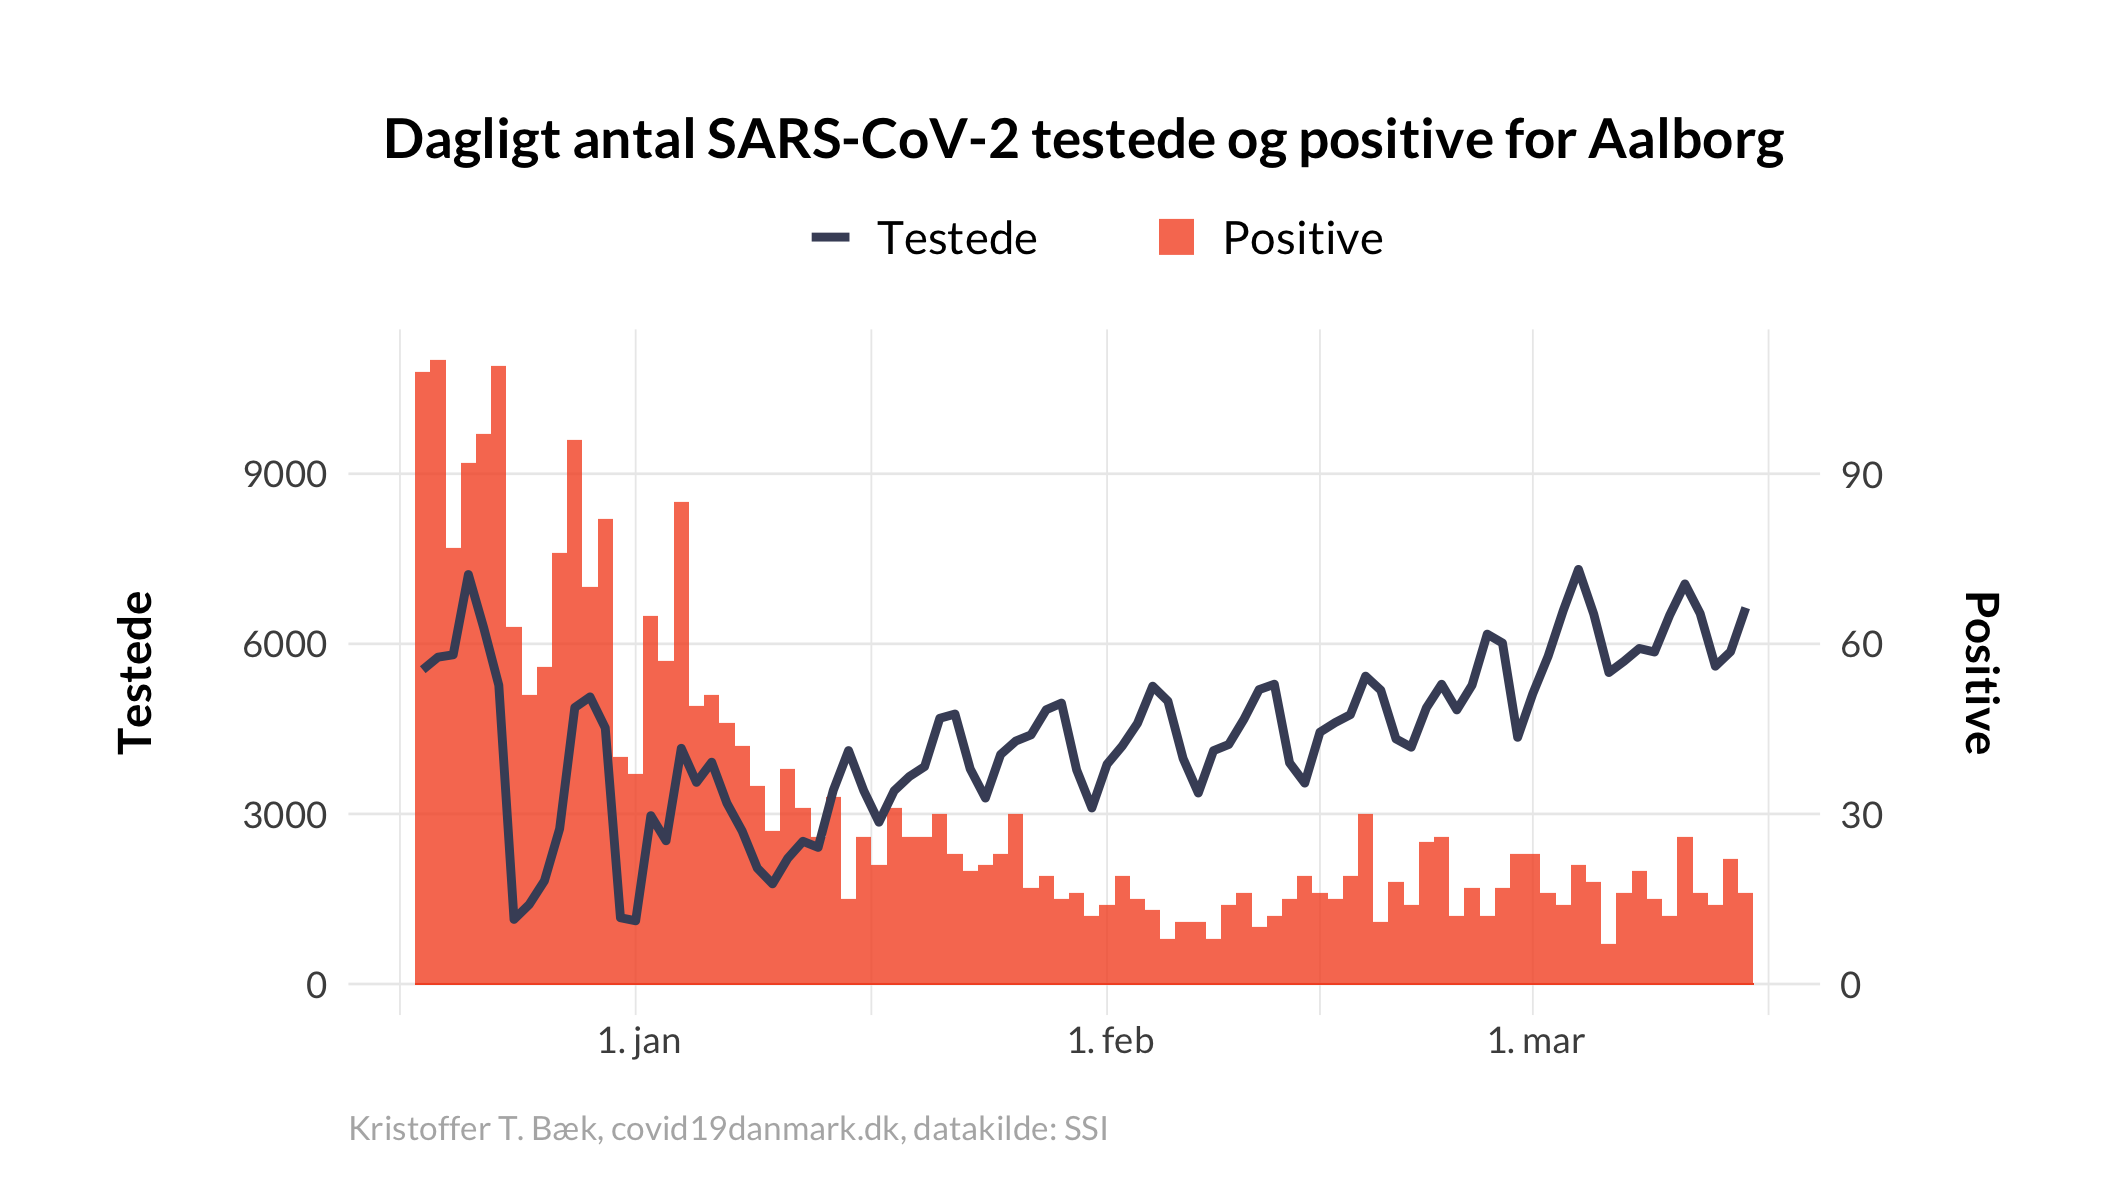 Dagligt antal SARS-CoV-2 testede og positive for Aalborg
Testede
Positive
9000
6000
3000
0
Testede
90
60
30
0
Positive
1. jan
1. feb
1. mar
Kristoffer T. Bæk, covid19danmark.dk, datakilde: SSI